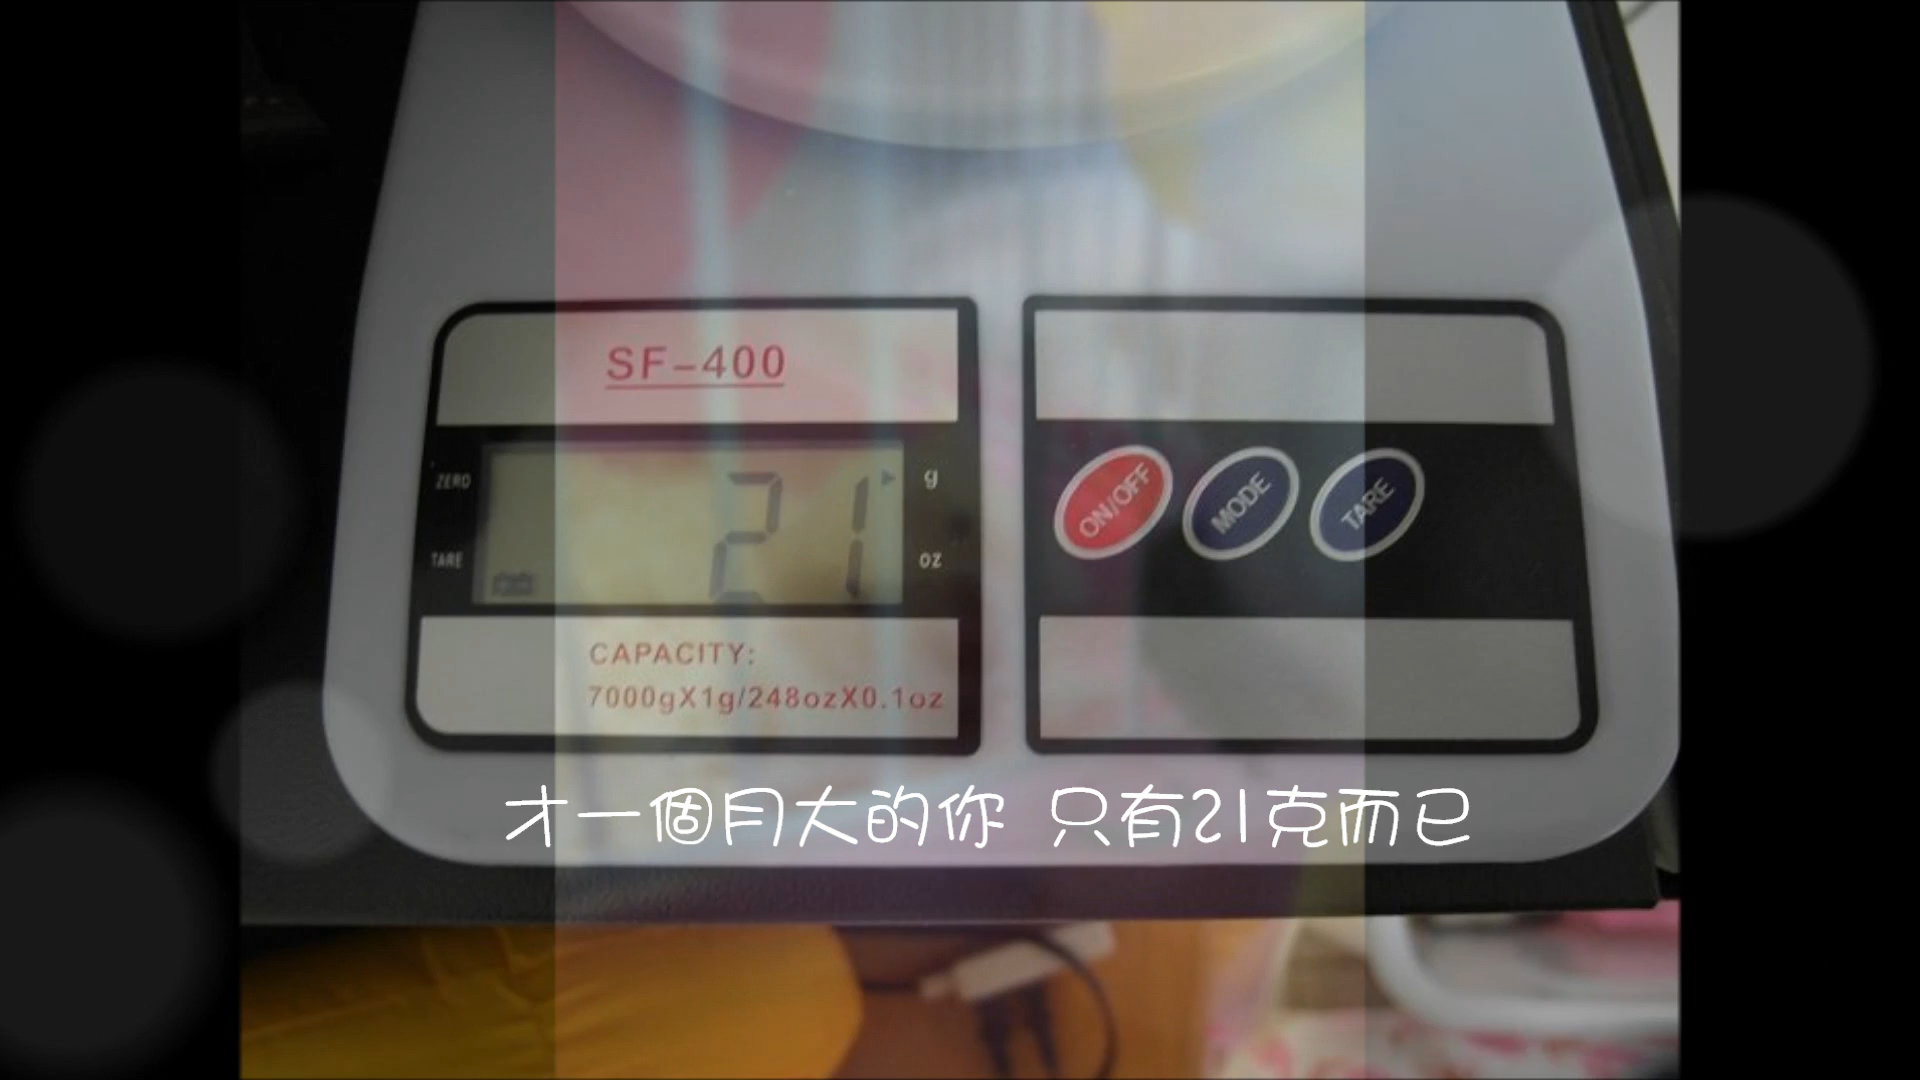 SF-400
ZERO
21
g
TARE
oz
CAPACITY:
7000gX1g/248ozX0.1oz
ON/OFF
MODE
TARE
才一個月大的你 只有21克而已